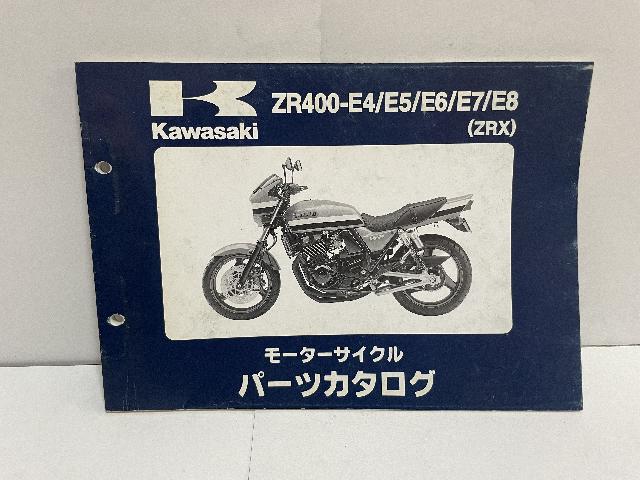 ZR400-E4/E5/E6/E7/E8
Kawasaki
(ZRX)
モーターサイクル
パーツカタログ